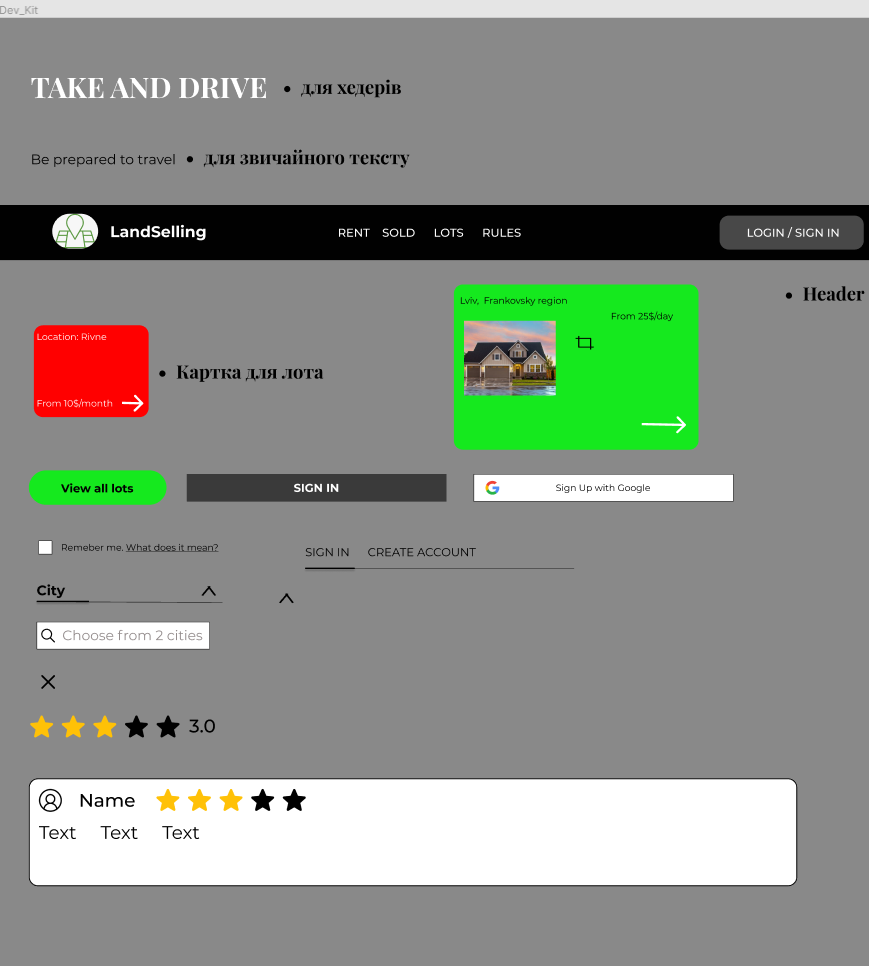 Dev_Kit
TAKE AND DRIVE • для хедерів
Be prepared to travel • для звичайного тексту
LandSelling RENT SOLD LOTS RULES LOGIN / SIGN IN
• Header
Lviv, Frankovsky region
From 25$/day
Location: Rivne
From 10$/month
• Картка для лота
View all lots SIGN IN Sign Up with Google
Remeber me. What does it mean?
SIGN IN CREATE ACCOUNT
City
Choose from 2 cities
3.0
Name
Text Text Text